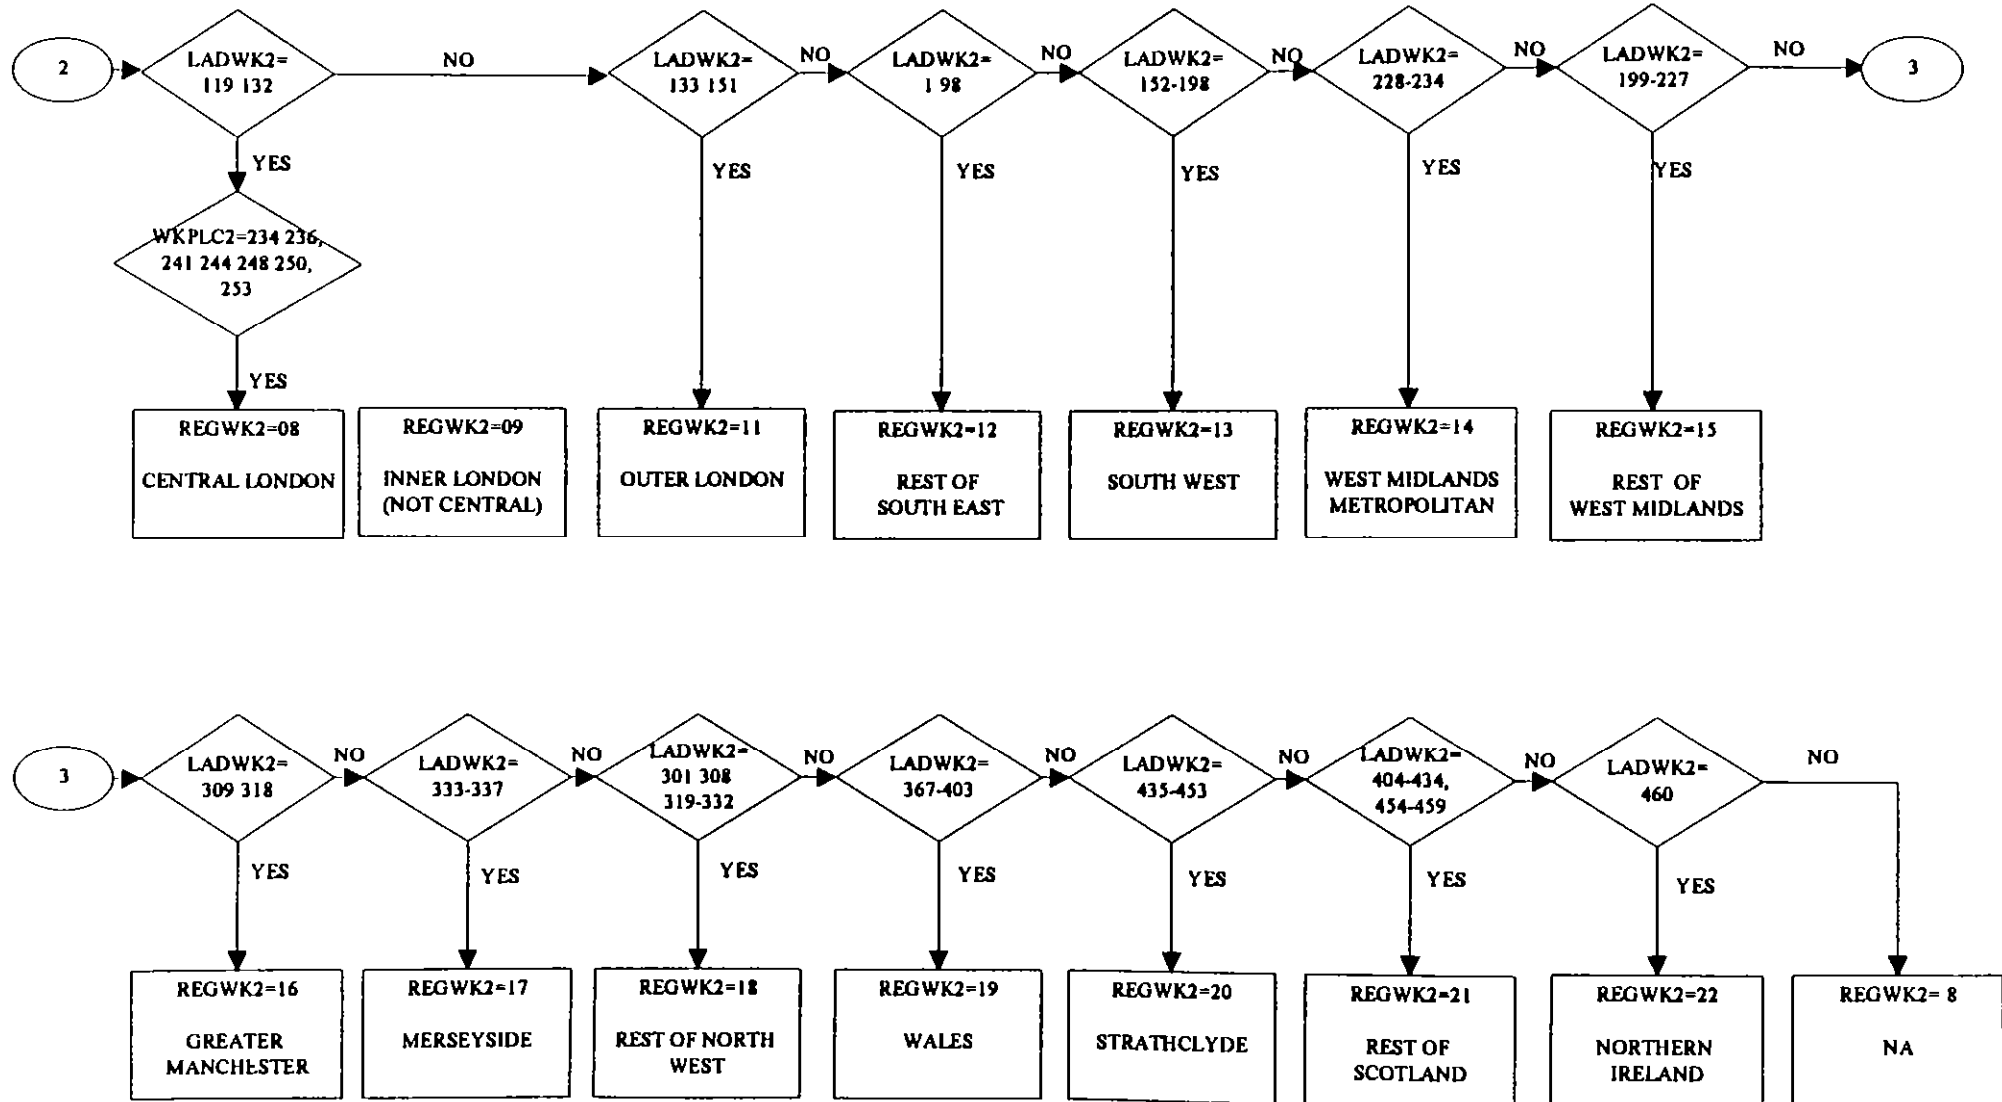 2
LADWK2=
119 132
NO
LADWK2=
133 151
NO
LADWK2=
1 98
NO
LADWK2=
152-198
NO
LADWK2=
228-234
NO
LADWK2=
199-227
NO
3
YES
YES
YES
YES
YES
YES
WKPLC2=234 236,
241 244 248 250,
253
YES
REGWK2=08
CENTRAL LONDON
REGWK2=09
INNER LONDON
(NOT CENTRAL)
REGWK2=11
OUTER LONDON
REGWK2=12
REST OF
SOUTH EAST
REGWK2=13
SOUTH WEST
REGWK2=14
WEST MIDLANDS
METROPOLITAN
REGWK2=15
REST OF
WEST MIDLANDS
3
LADWK2=
309 318
NO
LADWK2=
333-337
NO
LADWK2=
301 308
319-332
NO
LADWK2=
367-403
NO
LADWK2=
435-453
NO
LADWK2=
404-434,
454-459
NO
LADWK2=
460
NO
YES
YES
YES
YES
YES
YES
YES
REGWK2=16
GREATER
MANCHESTER
REGWK2=17
MERSEYSIDE
REGWK2=18
REST OF NORTH
WEST
REGWK2=19
WALES
REGWK2=20
STRATHCLYDE
REGWK2=21
REST OF
SCOTLAND
REGWK2=22
NORTHERN
IRELAND
REGWK2= 8
NA